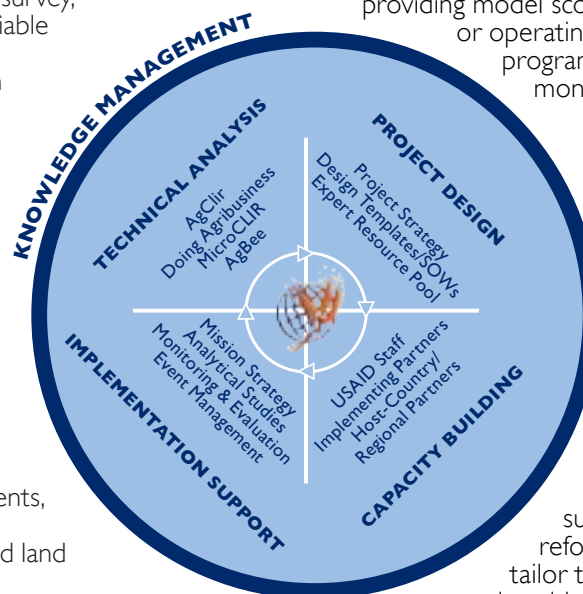 survey,
iable
n
providing model sco
or operatin
program
mon
KNOWLEDGE MANAGEMENT
TECHNICAL ANALYSIS
AgClir
Doing Agribusiness
MicroCLIR
AgBee
PROJECT DESIGN
Project Strategy
Design Templates/SOWs
Expert Resource Pool
IMPLEMENTATION SUPPORT
Mission Strategy
Analytical Studies
Monitoring & Evaluation
Event Management
CAPACITY BUILDING
USAID Staff
Implementing Partners
Host-Country/
Regional Partners
ents,
d land
su
refo
tailor t